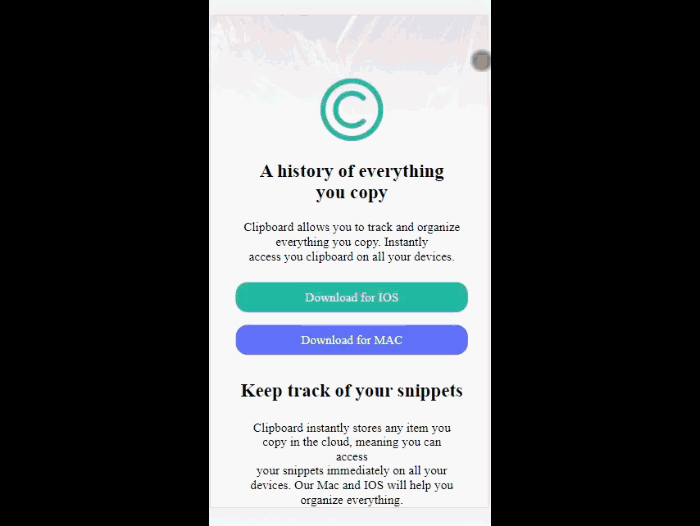 C
A history of everything
you copy
Clipboard allows you to track and organize
everything you copy. Instantly
access you clipboard on all your devices.
Download for IOS
Download for MAC
Keep track of your snippets
Clipboard instantly stores any item you
copy in the cloud, meaning you can
access
your snippets immediately on all your
devices. Our Mac and IOS will help you
organize everything.